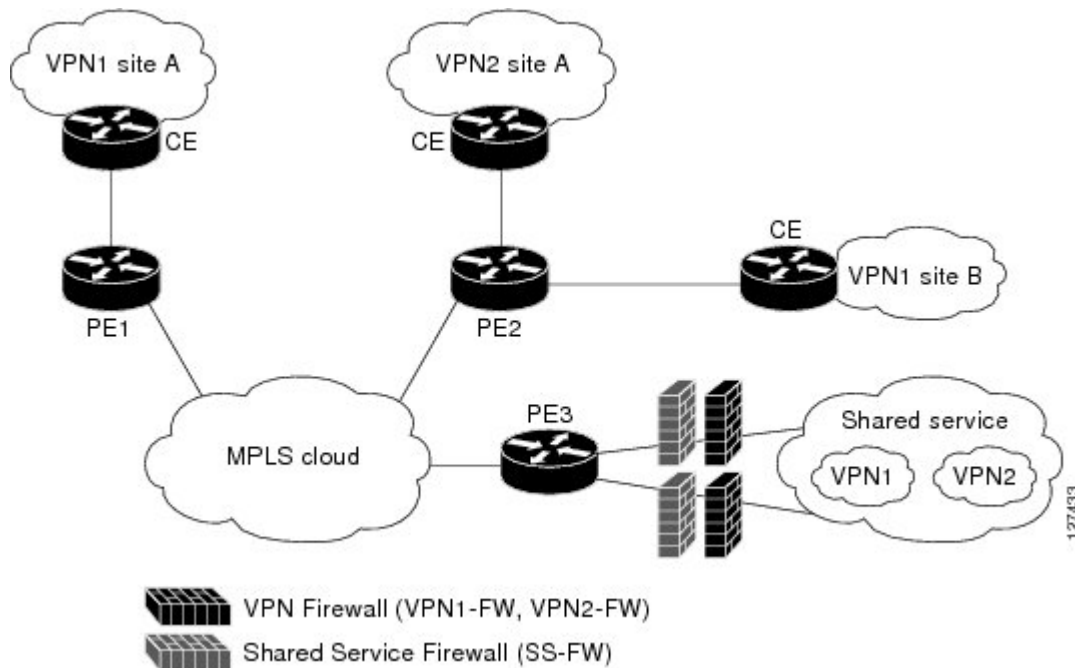 VPN1 site A
VPN2 site A
CE
CE
CE
PE1
PE2
VPN1 site B
PE3
Shared service
MPLS cloud
VPN1
VPN2
127433
VPN Firewall (VPN1-FW, VPN2-FW)
Shared Service Firewall (SS-FW)